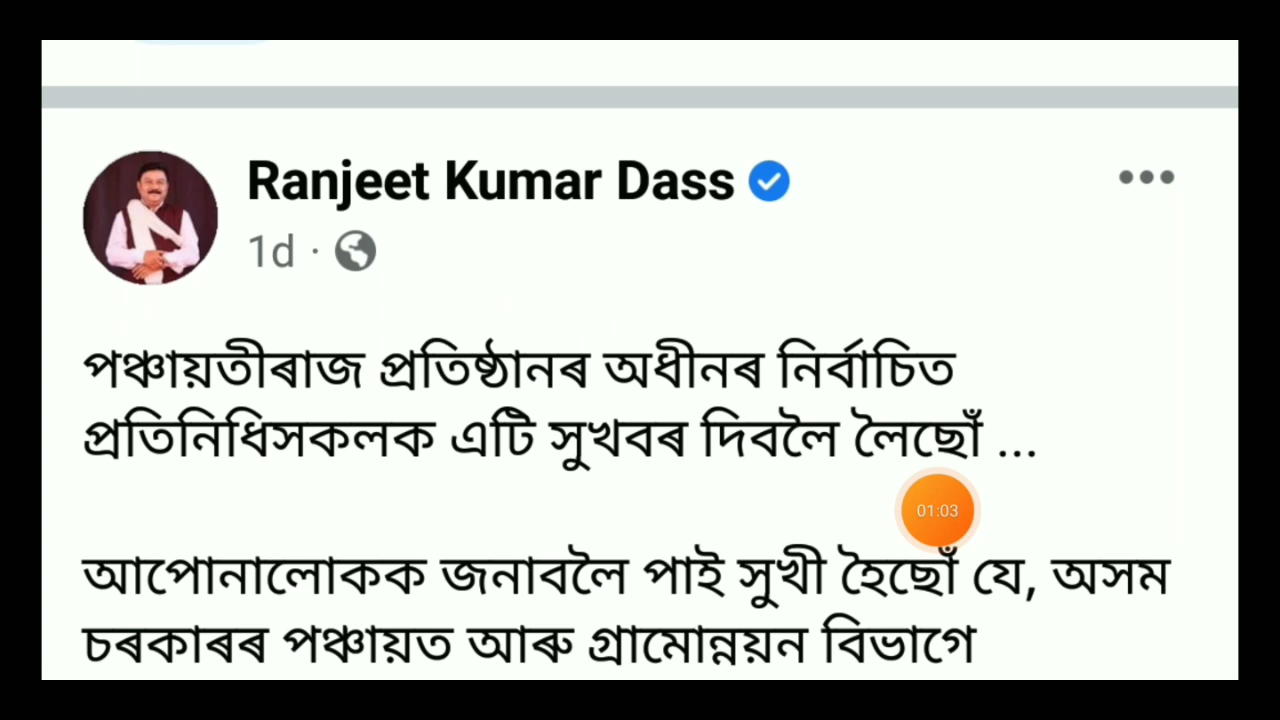 Ranjeet Kumar Dass
1d ·
পঞ্চায়তীৰাজ প্ৰতিষ্ঠানৰ অধীনৰ নিৰ্বাচিত
প্ৰতিনিধিসকলক এটি সুখবৰ দিবলৈ লৈছোঁ ...
01:03
আপোনালোকক জনাবলৈ পাই সুখী হৈছোঁ যে, অসম
চৰকাৰৰ পঞ্চায়ত আৰু গ্ৰামোন্নয়ন বিভাগে